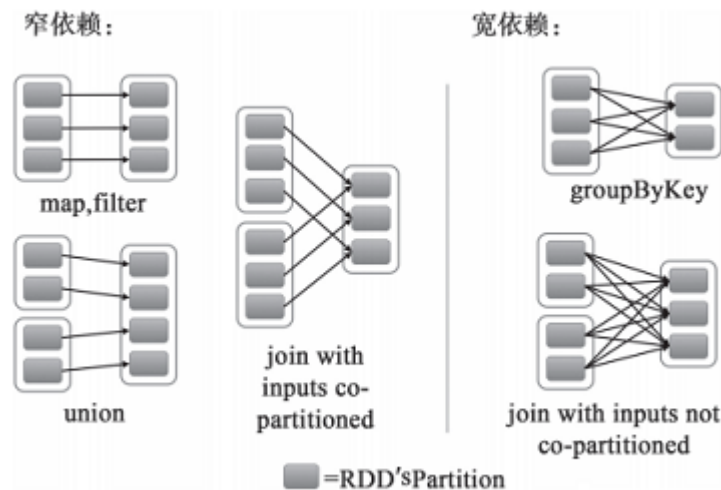 窄依赖：
宽依赖：
map,filter
groupByKey
union
join with
inputs co-
partitioned
join with inputs not
co-partitioned
=RDD'sPartition